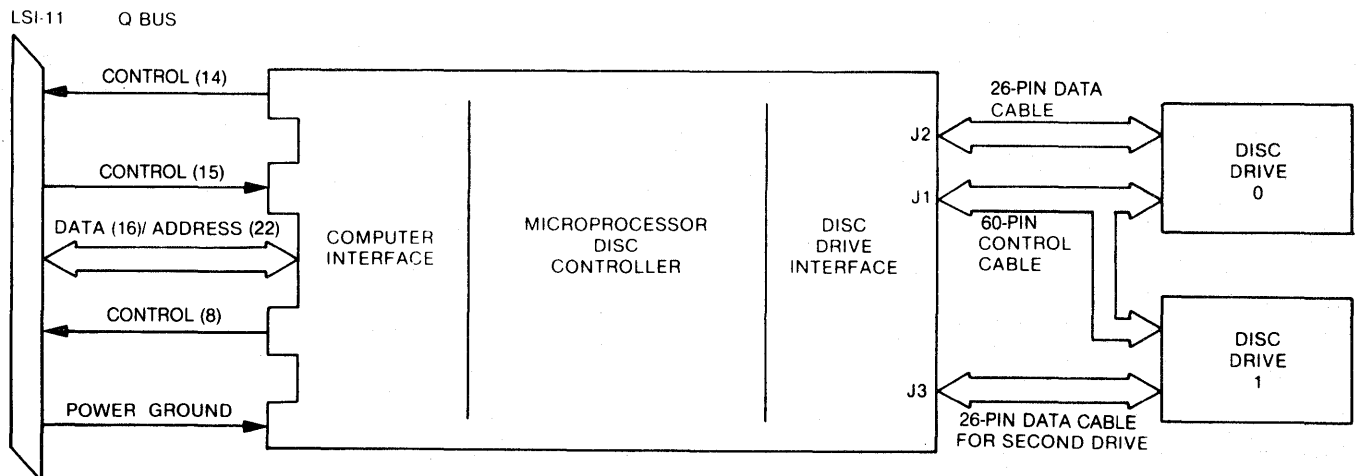 LSI-11 Q BUS
CONTROL (14)
CONTROL (15)
DATA (16)/ ADDRESS (22)
CONTROL (8)
POWER GROUND
COMPUTER
INTERFACE
MICROPROCESSOR
DISC
CONTROLLER
DISC
DRIVE
INTERFACE
J2
J1
J3
26-PIN DATA
CABLE
60-PIN
CONTROL
CABLE
26-PIN DATA CABLE
FOR SECOND DRIVE
DISC
DRIVE
0
DISC
DRIVE
1